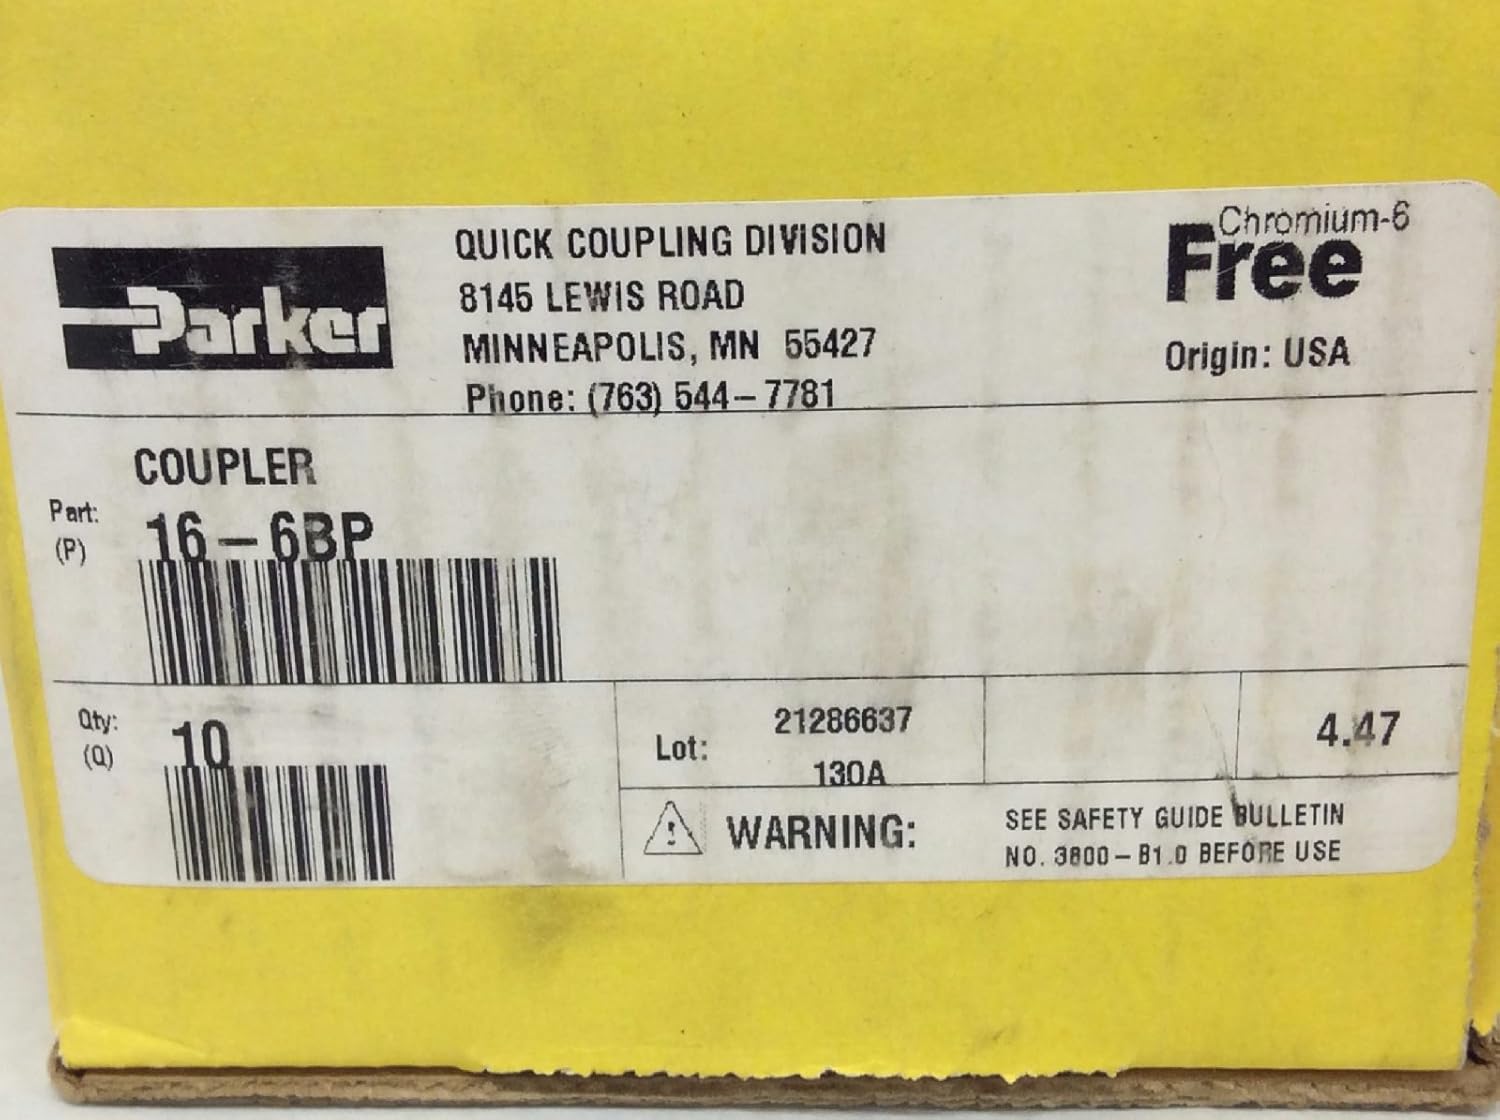 Parker
QUICK COUPLING DIVISION
8145 LEWIS ROAD
MINNEAPOLIS, MN 55427
Phone: (763) 544-7781
Chromium-6
Free
Origin: USA
COUPLER
Part:
(P)
16-6BP
Qty:
(Q)
10
Lot:
21286637
130A
4.47
WARNING:
SEE SAFETY GUIDE BULLETIN
NO. 3800-B1.0 BEFORE USE